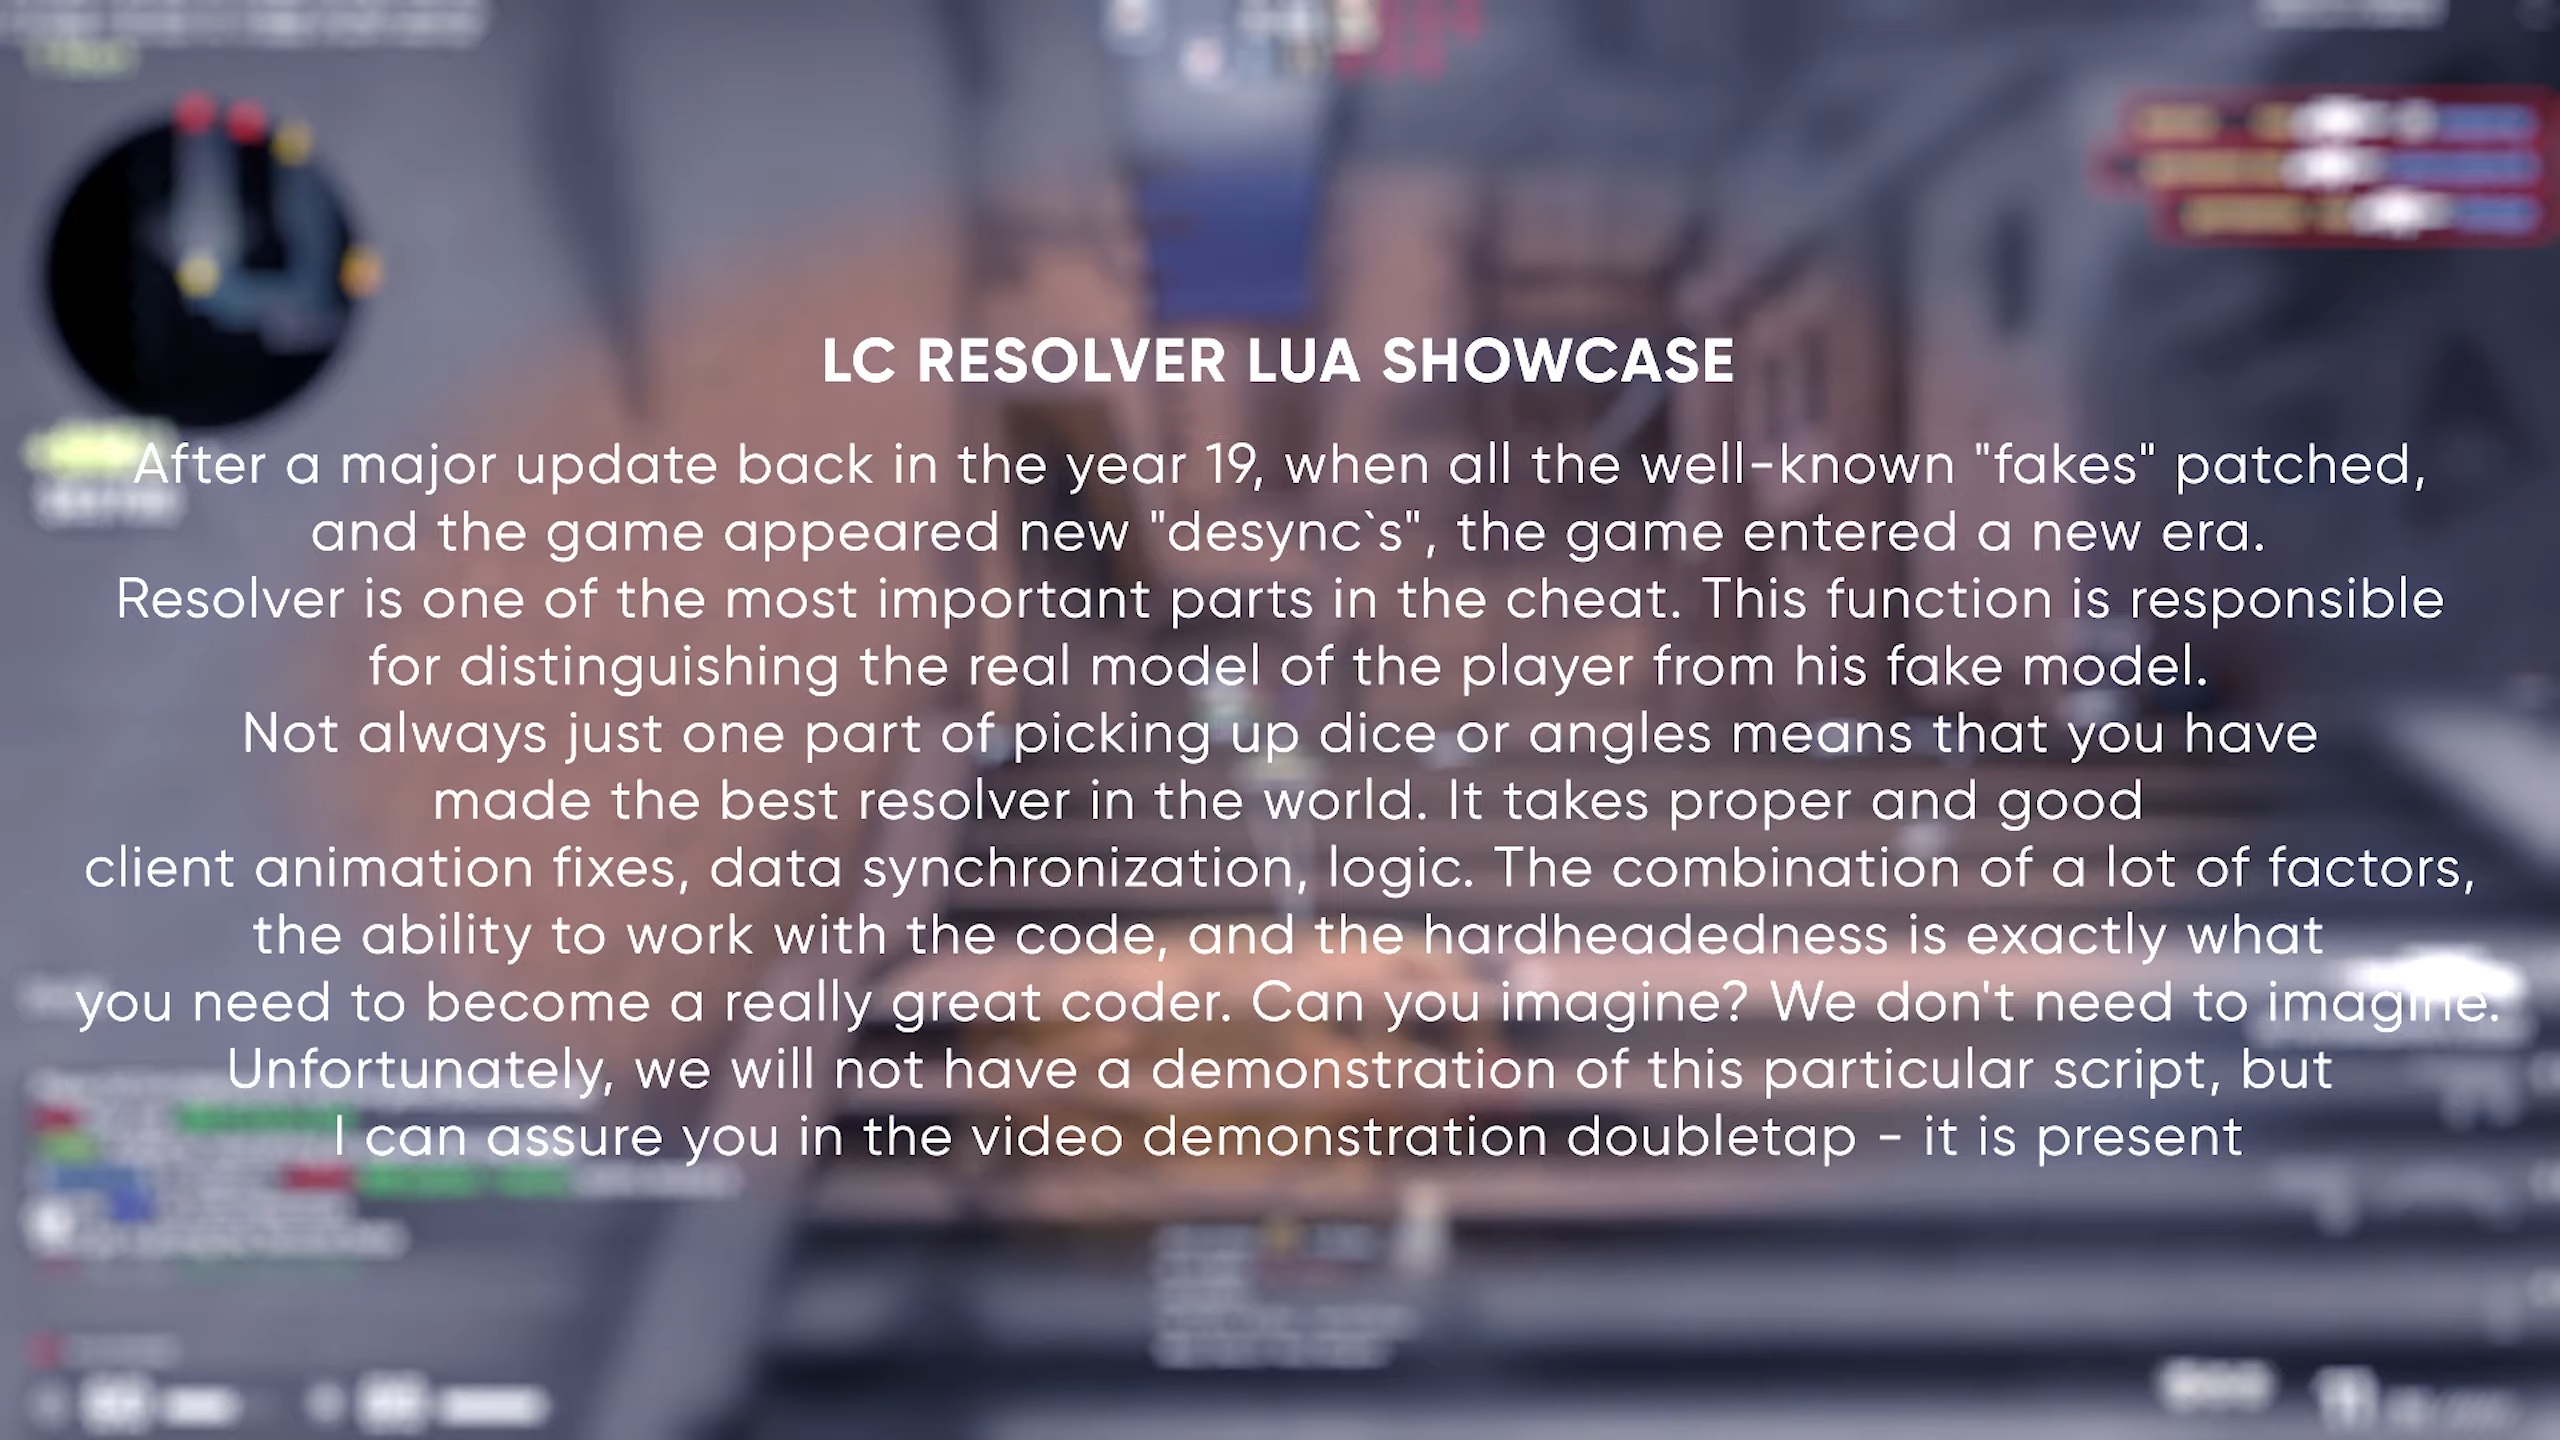 LC RESOLVER LUA SHOWCASE
After a major update back in the year 19, when all the well-known "fakes" patched,
and the game appeared new "desync`s", the game entered a new era.
Resolver is one of the most important parts in the cheat. This function is responsible
for distinguishing the real model of the player from his fake model.
Not always just one part of picking up dice or angles means that you have
made the best resolver in the world. It takes proper and good
client animation fixes, data synchronization, logic. The combination of a lot of factors,
the ability to work with the code, and the hardheadedness is exactly what
you need to become a really great coder. Can you imagine? We don't need to imagine.
Unfortunately, we will not have a demonstration of this particular script, but
I can assure you in the video demonstration doubletap - it is present